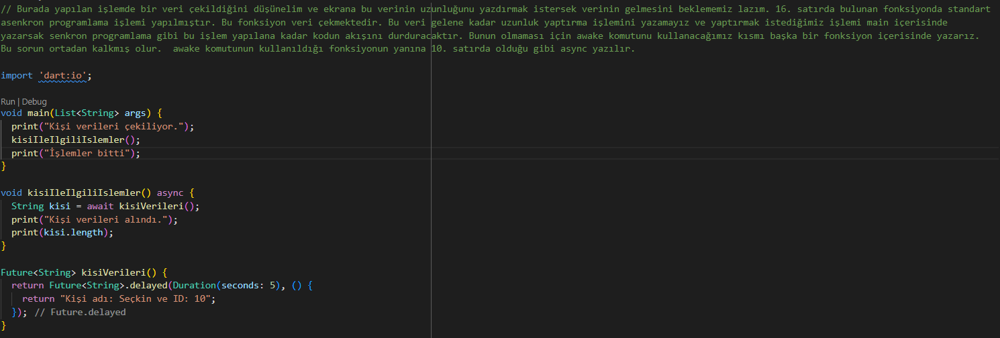 // Burada yapılan işlemde bir veri çekildiğini düşünelim ve ekrana bu verinin uzunluğunu yazdırmak istersek verinin gelmesini beklememiz lazım. 16. satırda bulunan fonksiyonda standart
asenkron programlama işlemi yapılmıştır. Bu fonksiyon veri çekmektedir. Bu veri gelene kadar uzunluk yaptırma işlemini yazamayız ve yaptırmak istediğimiz işlemi main içerisinde
yazarsak senkron programlama gibi bu işlem yapılana kadar kodun akışını durduracaktır. Bunun olmaması için awake komutunu kullanacağımız kısmı başka bir fonksiyon içerisinde yazarız.
Bu sorun ortadan kalkmış olur.  awake komutunun kullanıldığı fonksiyonun yanına 10. satırda olduğu gibi async yazılır.

import 'dart:io';

Run | Debug
void main(List<String> args) {
  print("Kişi verileri çekiliyor.");
  kisiIleIlgiliIslemler();
  print("İşlemler bitti");
}

void kisiIleIlgiliIslemler() async {
  String kisi = await kisiVerileri();
  print("Kişi verileri alındı.");
  print(kisi.length);
}

Future<String> kisiVerileri() {
  return Future<String>.delayed(Duration(seconds: 5), () {
    return "Kişi adı: Seçkin ve ID: 10";
  }); // Future.delayed
}